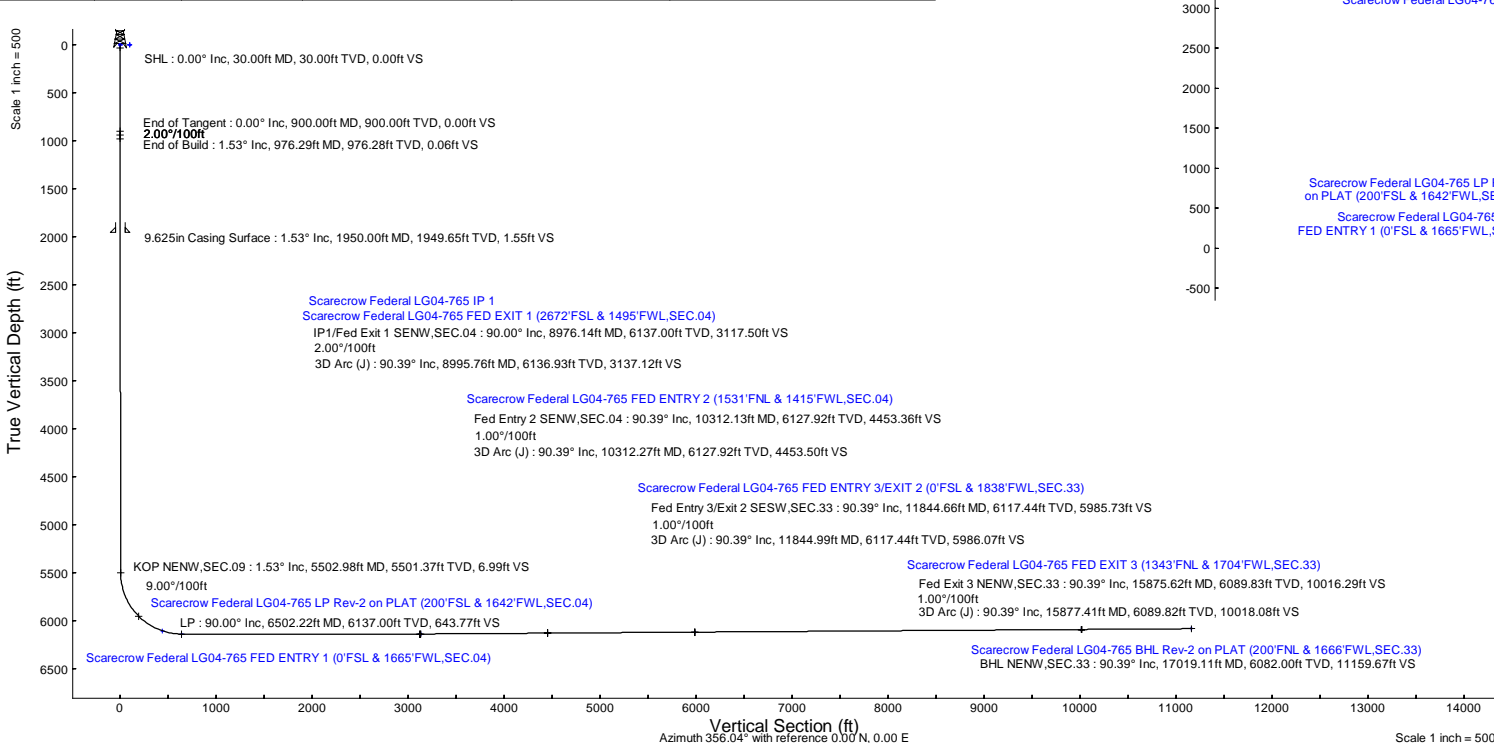 Scale 1 inch = 500
True Vertical Depth (ft)
0
500
1000
1500
2000
2500
3000
3500
4000
4500
5000
5500
6000
6500
SHL : 0.00° Inc, 30.00ft MD, 30.00ft TVD, 0.00ft VS
End of Tangent : 0.00° Inc, 900.00ft MD, 900.00ft TVD, 0.00ft VS
2.00°/100ft
End of Build : 1.53° Inc, 976.29ft MD, 976.28ft TVD, 0.06ft VS
9.625in Casing Surface : 1.53° Inc, 1950.00ft MD, 1949.65ft TVD, 1.55ft VS
Scarecrow Federal LG04-765 IP 1
Scarecrow Federal LG04-765 FED EXIT 1 (2672'FSL & 1495'FWL,SEC.04)
IP1/Fed Exit 1 SENW,SEC.04 : 90.00° Inc, 8976.14ft MD, 6137.00ft TVD, 3117.50ft VS
2.00°/100ft
3D Arc (J) : 90.39° Inc, 8995.76ft MD, 6136.93ft TVD, 3137.12ft VS
Scarecrow Federal LG04-765 FED ENTRY 2 (1531'FNL & 1415'FWL,SEC.04)
Fed Entry 2 SENW,SEC.04 : 90.39° Inc, 10312.13ft MD, 6127.92ft TVD, 4453.36ft VS
1.00°/100ft
3D Arc (J) : 90.39° Inc, 10312.27ft MD, 6127.92ft TVD, 4453.50ft VS
Scarecrow Federal LG04-765 FED ENTRY 3/EXIT 2 (0'FSL & 1838'FWL,SEC.33)
Fed Entry 3/Exit 2 SESW,SEC.33 : 90.39° Inc, 11844.66ft MD, 6117.44ft TVD, 5985.73ft VS
1.00°/100ft
3D Arc (J) : 90.39° Inc, 11844.99ft MD, 6117.44ft TVD, 5986.07ft VS
KOP NENW,SEC.09 : 1.53° Inc, 5502.98ft MD, 5501.37ft TVD, 6.99ft VS
9.00°/100ft
Scarecrow Federal LG04-765 LP Rev-2 on PLAT (200'FSL & 1642'FWL,SEC.04)
LP : 90.00° Inc, 6502.22ft MD, 6137.00ft TVD, 643.77ft VS
Scarecrow Federal LG04-765 FED ENTRY 1 (0'FSL & 1665'FWL,SEC.04)
Scarecrow Federal LG04-765 FED EXIT 3 (1343'FNL & 1704'FWL,SEC.33)
Fed Exit 3 NENW,SEC.33 : 90.39° Inc, 15875.62ft MD, 6089.83ft TVD, 10016.29ft VS
1.00°/100ft
3D Arc (J) : 90.39° Inc, 15877.41ft MD, 6089.82ft TVD, 10018.08ft VS
Scarecrow Federal LG04-765 BHL Rev-2 on PLAT (200'FNL & 1666'FWL,SEC.33)
BHL NENW,SEC.33 : 90.39° Inc, 17019.11ft MD, 6082.00ft TVD, 11159.67ft VS
0 1000 2000 3000 4000 5000 6000 7000 8000 9000 10000 11000 12000 13000 14000
Vertical Section (ft)
Azimuth 356.04° with reference 0.00 N, 0.00 E
Scale 1 inch = 500
3000
2500
2000
1500
1000
500
0
-500
Scarecrow Federal LG04-765 LP
on PLAT (200'FSL & 1642'FWL,SE
Scarecrow Federal LG04-765
FED ENTRY 1 (0'FSL & 1665'FWL,